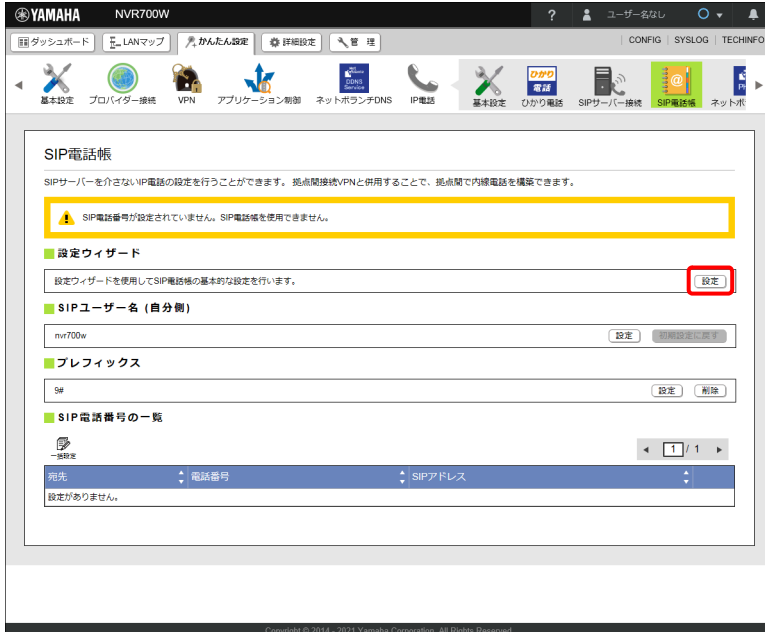 YAMAHA NVR700W ? ユーザー名なし
ダッシュボード LANマップ かんたん設定 詳細設定 管 理 CONFIG SYSLOG TECHINFO
基本設定 プロバイダー接続 VPN アプリケーション制御 DDNS Service ネットボランチDNS IP電話 基本設定 ひかり 電話 ひかり電話 SIPサーバー接続 @ SIP電話帳 ネットボ
SIP電話帳
SIPサーバーを介さないIP電話の設定を行うことができます。 拠点間接続VPNと併用することで、拠点間で内線電話を構築できます。
SIP電話番号が設定されていません。SIP電話帳を使用できません。
設定ウィザード
設定ウィザードを使用してSIP電話帳の基本的な設定を行います。 設定
SIPユーザー名 (自分側)
nvr700w 設定 初期設定に戻す
プレフィックス
9# 設定 削除
SIP電話番号の一覧
一括設定 1 / 1
宛先 電話番号 SIPアドレス
設定がありません。
Copyright © 2014 - 2021 Yamaha Corporation. All Rights Reserved.